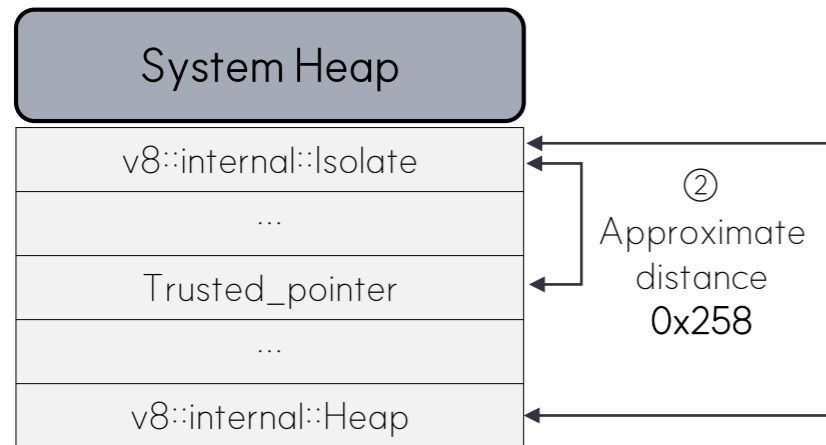 System Heap
v8::internal::Isolate
...
Trusted_pointer
...
v8::internal::Heap
②
Approximate
distance
0x258